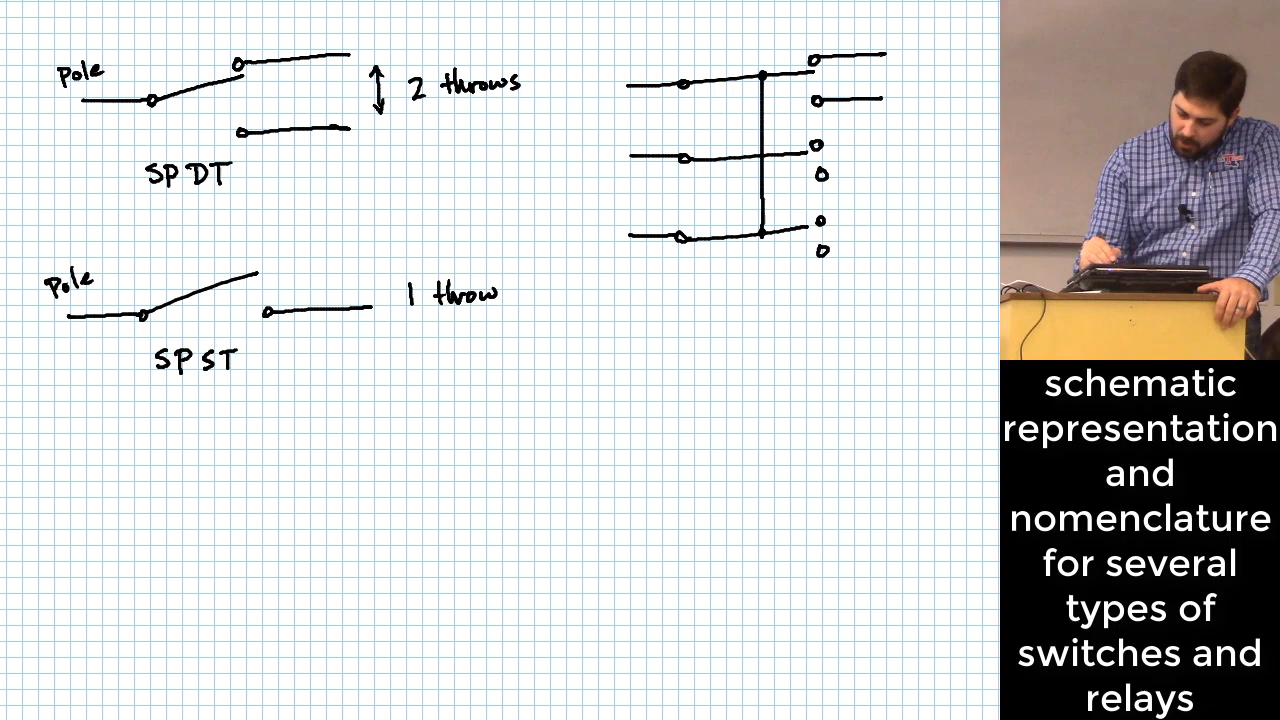 Pole
2 throws
SPDT
Pole
1 throw
SPST
schematic
representation
and
nomenclature
for several
types of
switches and
relays